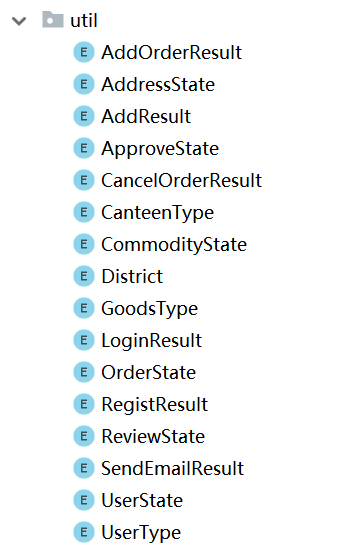 util
E AddOrderResult
E AddressState
E AddResult
E ApproveState
E CancelOrderResult
E CanteenType
E CommodityState
E District
E GoodsType
E LoginResult
E OrderState
E RegistResult
E ReviewState
E SendEmailResult
E UserState
E UserType